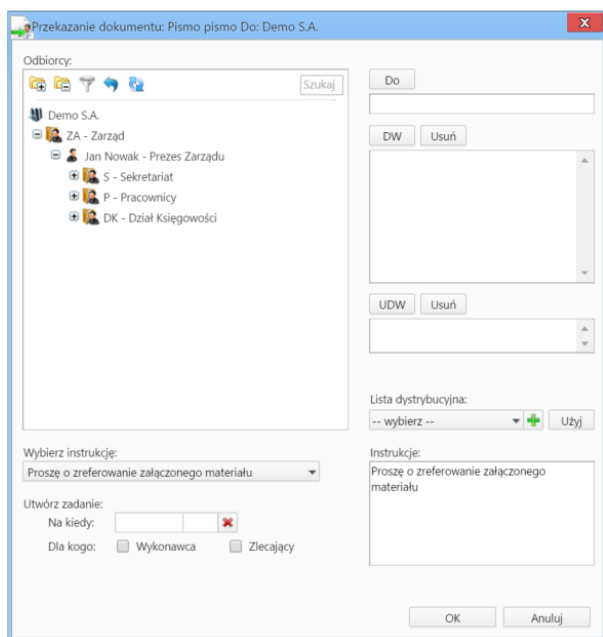 Przekazanie dokumentu: Pismo pismo Do: Demo S.A.
Odbiorcy:
Szukaj
Demo S.A.
ZA - Zarząd
Jan Nowak - Prezes Zarządu
S - Sekretariat
P - Pracownicy
DK - Dział Księgowości
Do
DW Usuń
UDW Usuń
Lista dystrybucyjna:
-- wybierz -- Użyj
Wybierz instrukcję:
Proszę o zreferowanie załączonego materiału
Instrukcje:
Proszę o zreferowanie załączonego
materiału
Utwórz zadanie:
Na kiedy:
Dla kogo: Wykonawca Zlecający
OK Anuluj